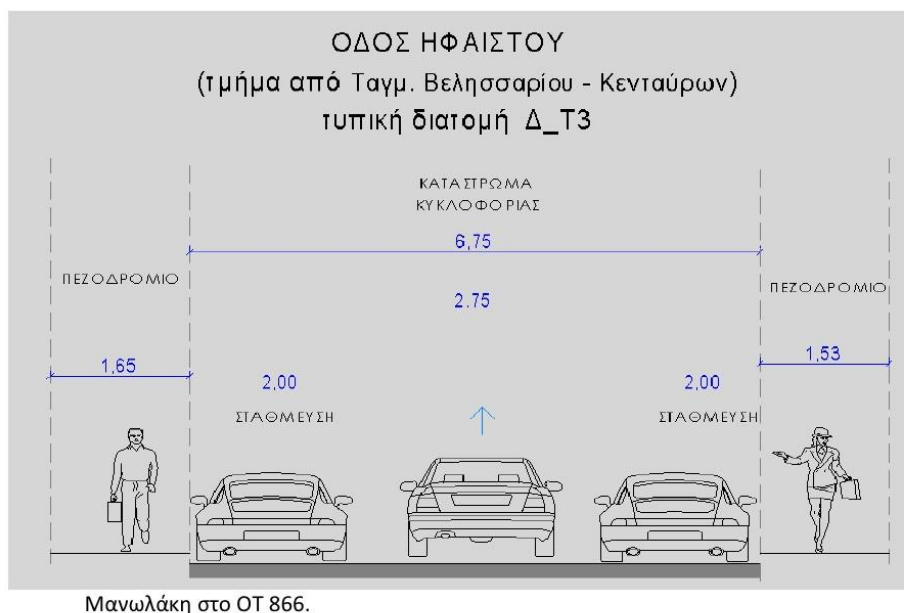 ΟΔΟΣ ΗΦΑΙΣΤΟΥ
(τμήμα από Ταγμ. Βελησσαρίου - Κενταύρων)
τυπική διατομή Δ_Τ3
ΚΑΤΑΣΤΡΩΜΑ
ΚΥΚΛΟΦΟΡΙΑΣ
6,75
ΠΕΖΟΔΡΟΜΙΟ
ΠΕΖΟΔΡΟΜΙΟ
2.75
1,65
1,53
2,00
2,00
ΣΤΑΘΜΕΥΣΗ
ΣΤΑΘΜΕΥΣΗ
Μανωλάκη στο ΟΤ 866.